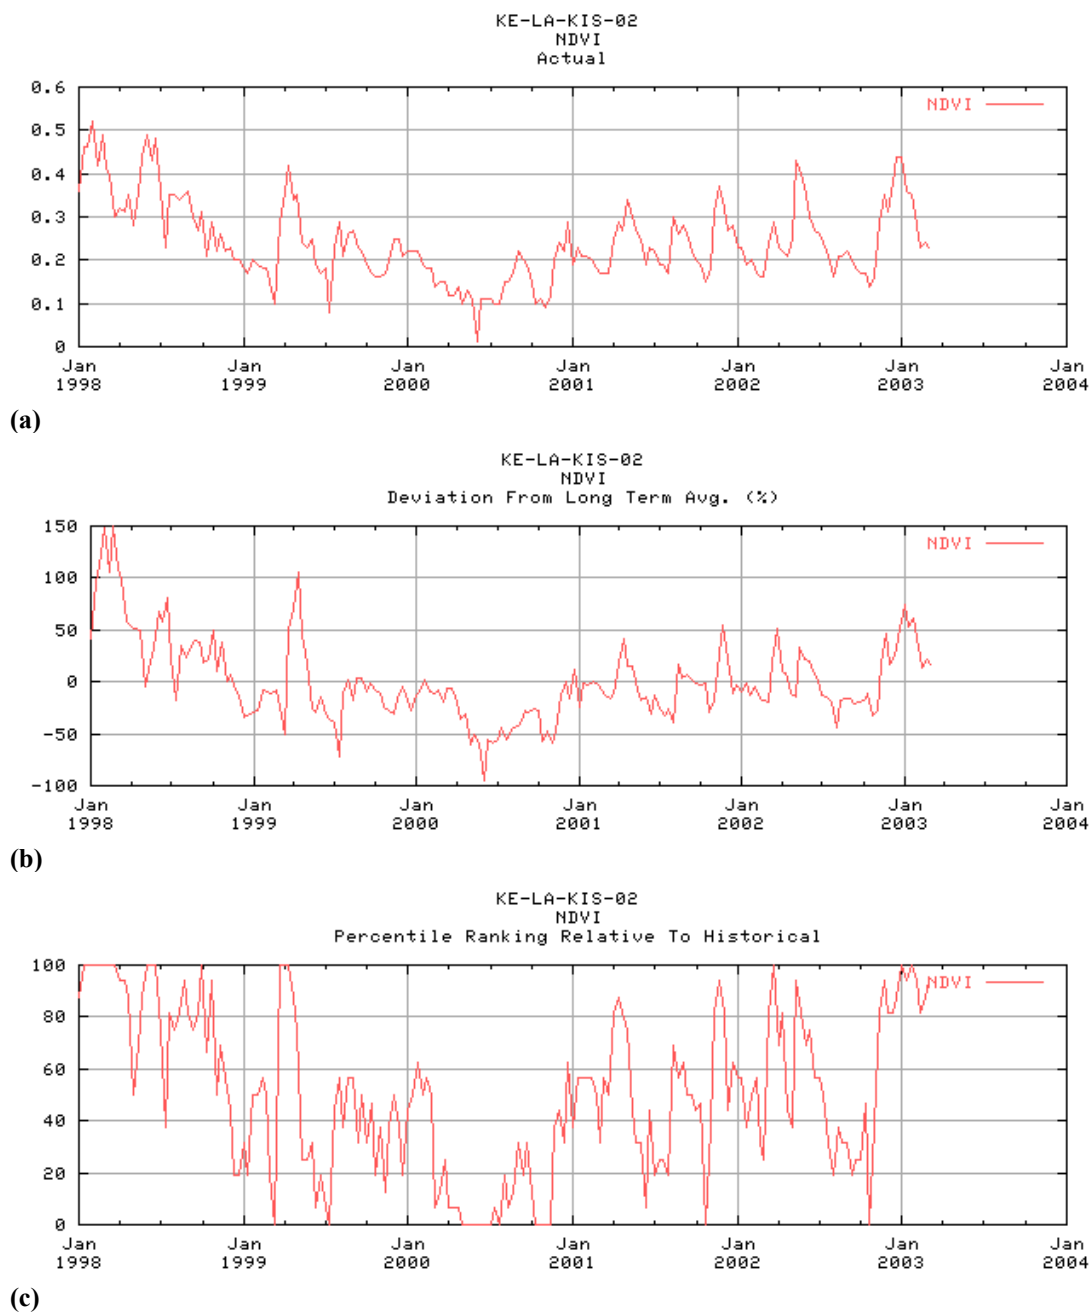 KE-LA-KIS-02
NDVI
Actual
0.6
NDVI
0.5
0.4
0.3
0.2
0.1
0
Jan Jan Jan Jan Jan Jan Jan
1998 1999 2000 2001 2002 2003 2004
(a)
KE-LA-KIS-02
NDVI
Deviation From Long Term Avg. (%)
150
NDVI
100
50
0
-50
-100
Jan Jan Jan Jan Jan Jan Jan
1998 1999 2000 2001 2002 2003 2004
(b)
KE-LA-KIS-02
NDVI
Percentile Ranking Relative To Historical
100
NDVI
80
60
40
20
0
Jan Jan Jan Jan Jan Jan Jan
1998 1999 2000 2001 2002 2003 2004
(c)